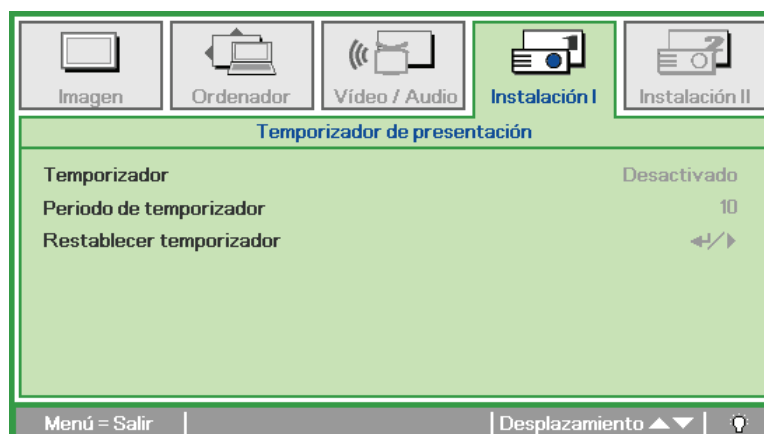 Imagen
Ordenador
Vídeo / Audio
Instalación I
Instalación II
Temporizador de presentación
Temporizador Desactivado
Periodo de temporizador 10
Restablecer temporizador
Menú = Salir Desplazamiento